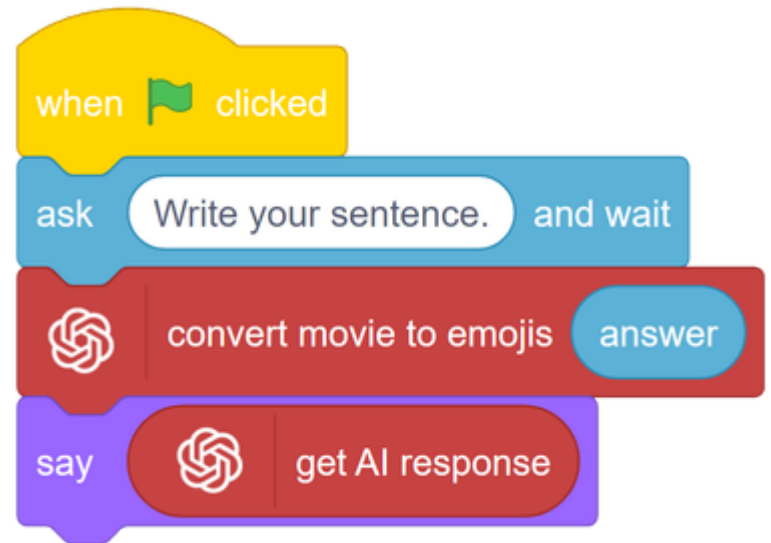 when clicked
ask Write your sentence. and wait
convert movie to emojis answer
say get AI response